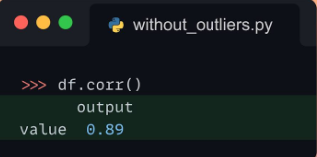 without_outliers.py
>>> df.corr()
output
value 0.89